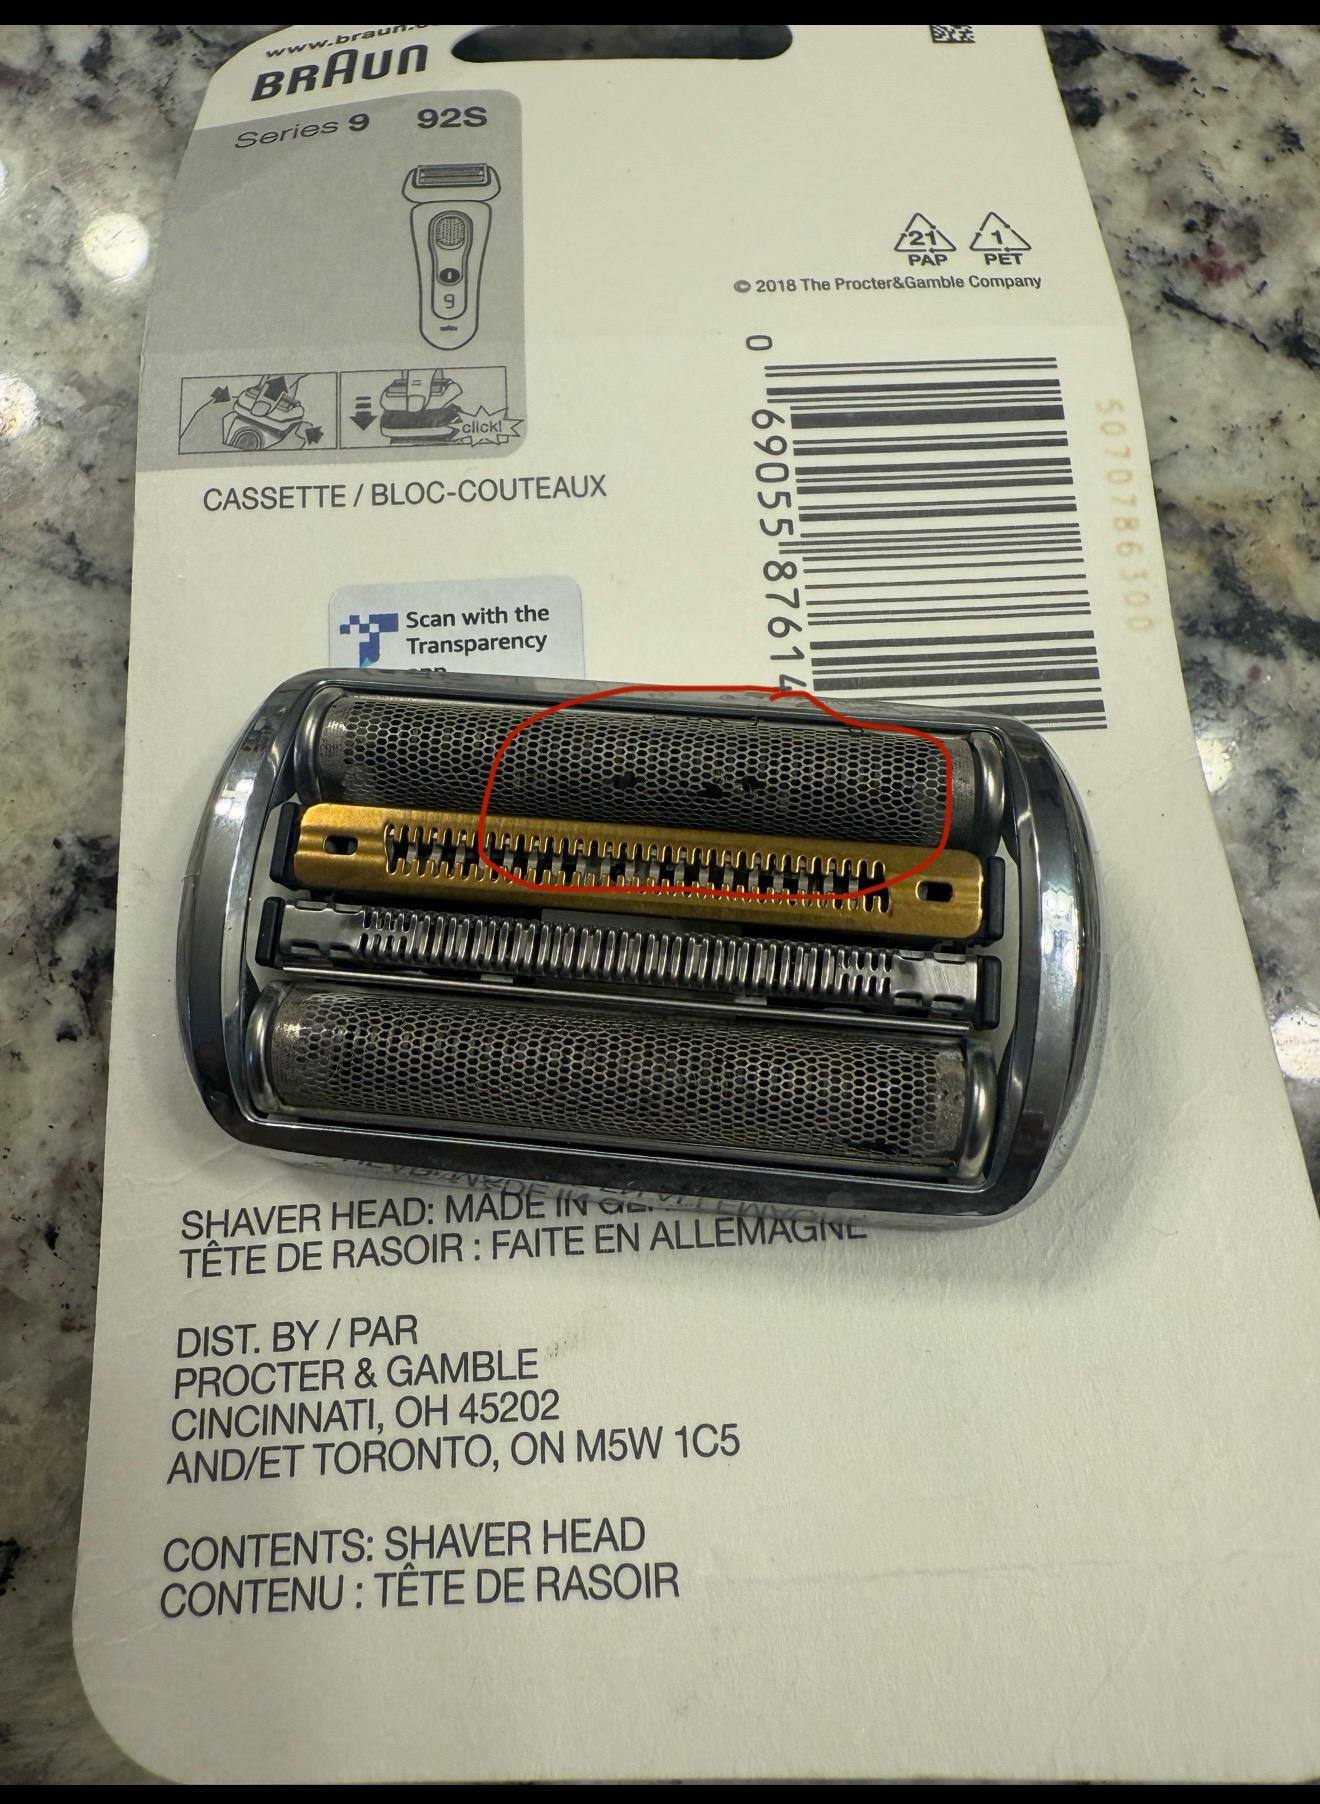 www.braun.
BRAUN
Series 9 92S
9
click!
CASSETTE / BLOC-COUTEAUX
21
PAP
1
PET
© 2018 The Procter&Gamble Company
0 69055 87614
5070786300
Scan with the
Transparency
app
SHAVER HEAD: MADE IN
TÊTE DE RASOIR : FAITE EN ALLEMAGNE
DIST. BY / PAR
PROCTER & GAMBLE
CINCINNATI, OH 45202
AND/ET TORONTO, ON M5W 1C5
CONTENTS: SHAVER HEAD
CONTENU : TÊTE DE RASOIR